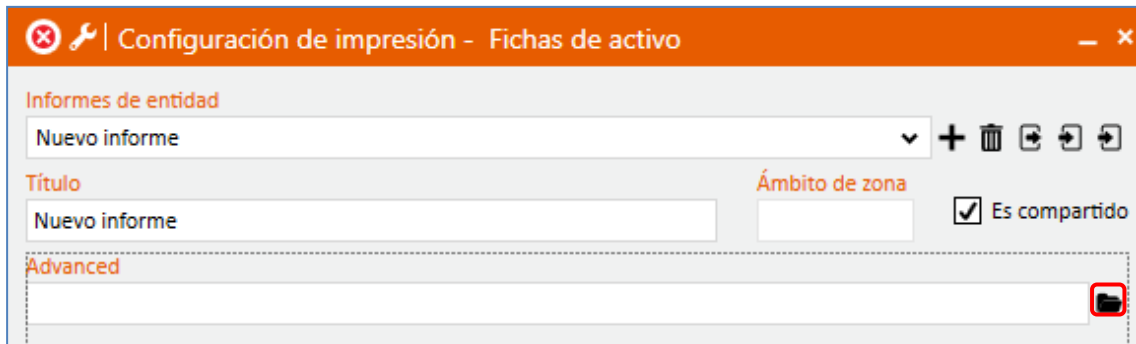 Configuración de impresión - Fichas de activo
Informes de entidad
Nuevo informe
Título Ámbito de zona
Nuevo informe Es compartido
Advanced